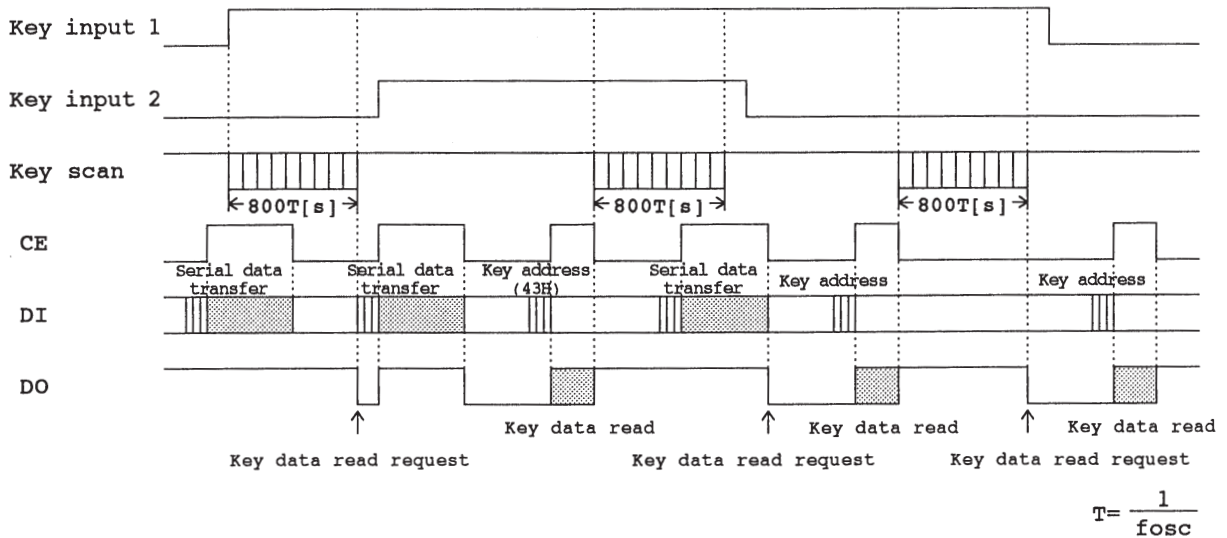 Key input 1
Key input 2
Key scan
800T[s] 800T[s] 800T[s]
CE
Serial data transfer
Serial data transfer
Key address (43H)
Serial data transfer
Key address
Key address
DI
DO
Key data read Key data read Key data read
Key data read request Key data read request Key data read request
T= 1
fosc